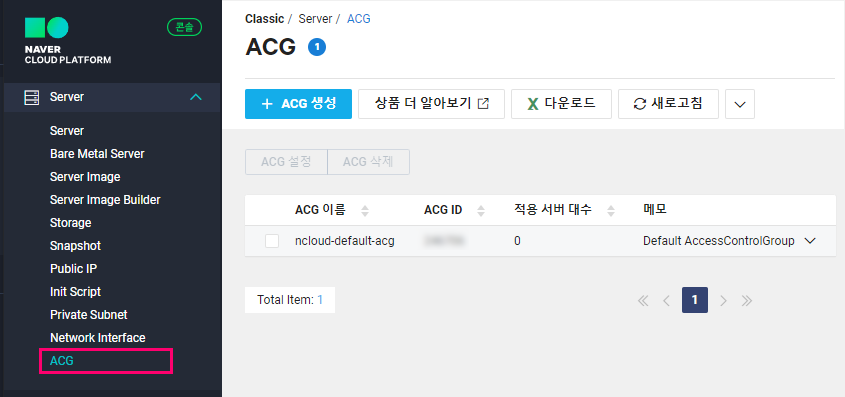 NAVER
CLOUD PLATFORM
콘솔
Server
Server
Bare Metal Server
Server Image
Server Image Builder
Storage
Snapshot
Public IP
Init Script
Private Subnet
Network Interface
ACG
Classic / Server / ACG
ACG 1
+ ACG 생성 상품 더 알아보기 다운로드 새로고침
ACG 설정 ACG 삭제
ACG 이름 ACG ID 적용 서버 대수 메모
ncloud-default-acg 0 Default AccessControlGroup
Total Item: 1
1